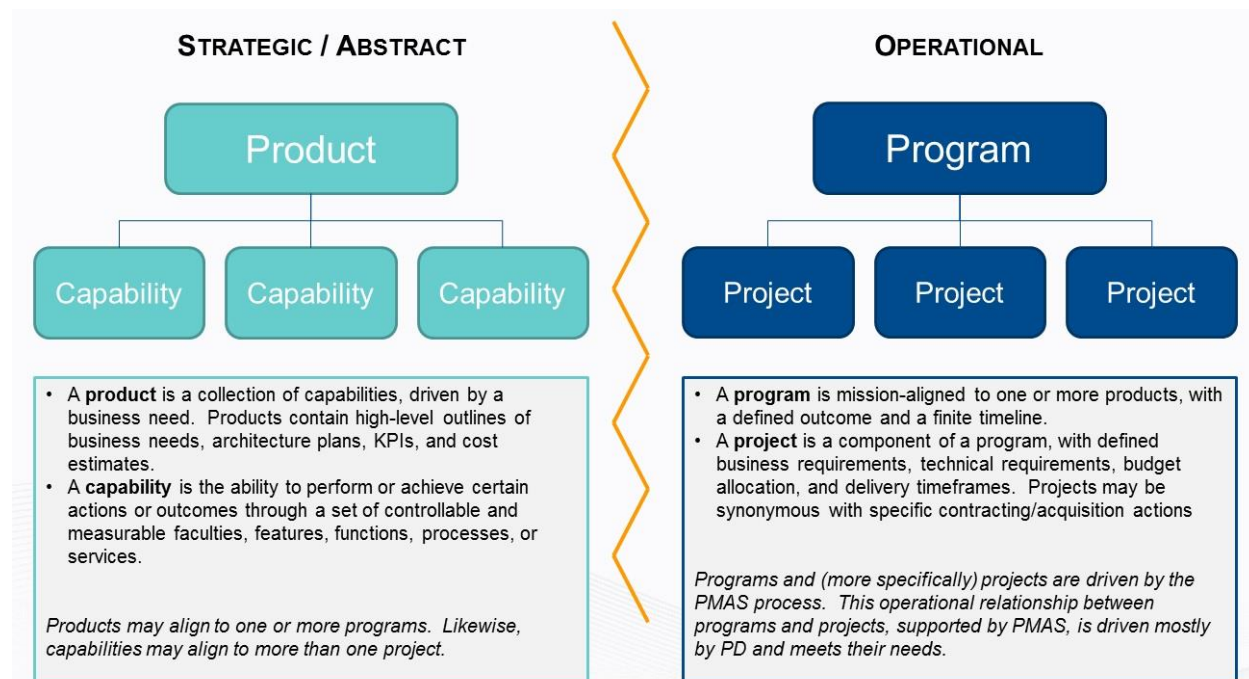 STRATEGIC / ABSTRACT
Product
Capability
Capability
Capability
• A product is a collection of capabilities, driven by a
business need.  Products contain high-level outlines of
business needs, architecture plans, KPIs, and cost
estimates.
• A capability is the ability to perform or achieve certain
actions or outcomes through a set of controllable and
measurable faculties, features, functions, processes, or
services.
Products may align to one or more programs.  Likewise,
capabilities may align to more than one project.
OPERATIONAL
Program
Project
Project
Project
• A program is mission-aligned to one or more products, with
a defined outcome and a finite timeline.
• A project is a component of a program, with defined
business requirements, technical requirements, budget
allocation, and delivery timeframes.  Projects may be
synonymous with specific contracting/acquisition actions
Programs and (more specifically) projects are driven by the
PMAS process.  This operational relationship between
programs and projects, supported by PMAS, is driven mostly
by PD and meets their needs.